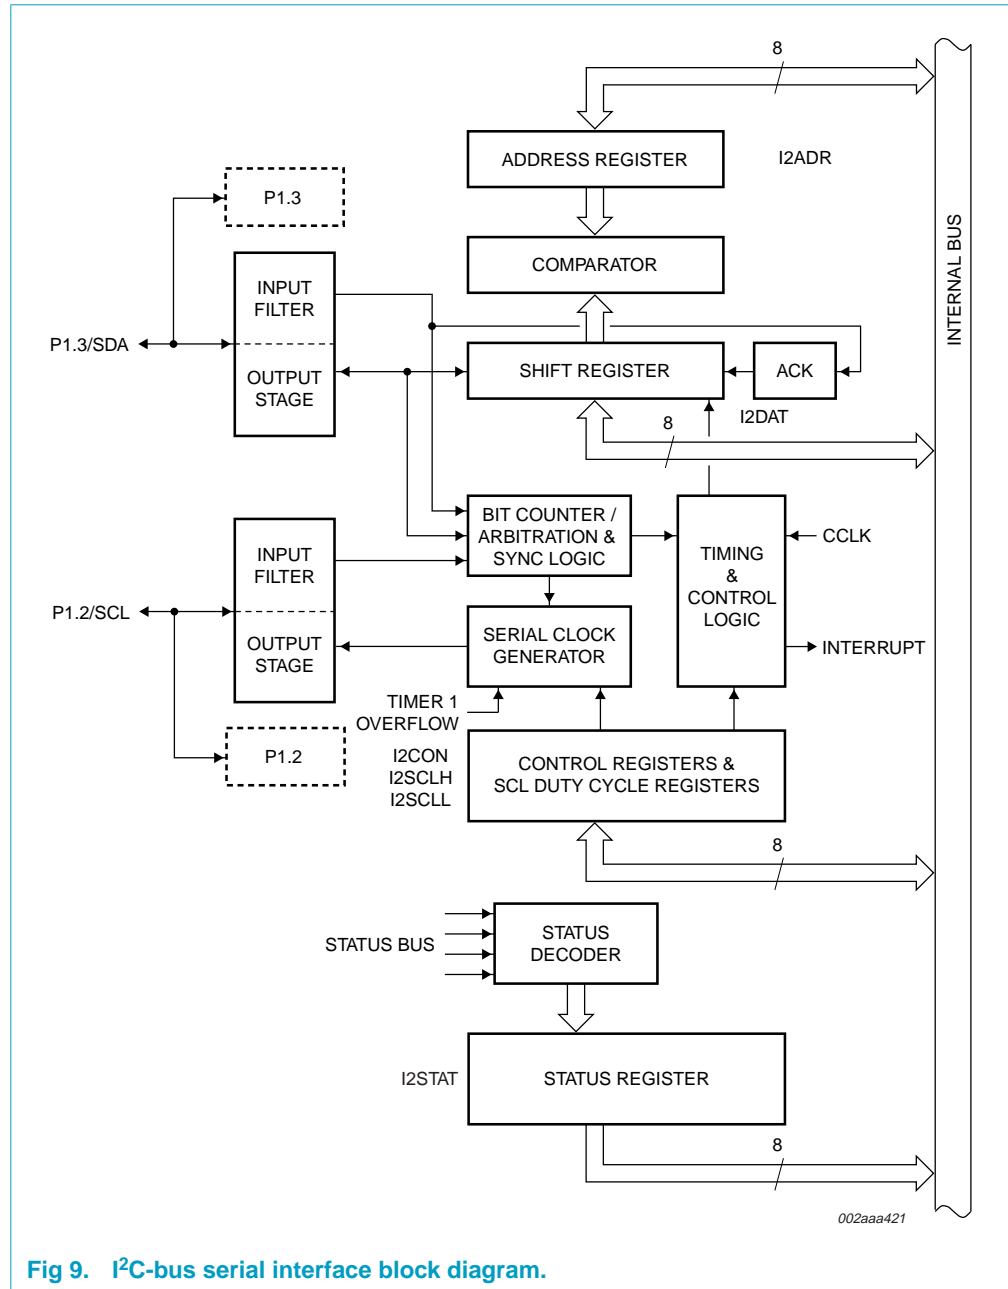 8
ADDRESS REGISTER
I2ADR
P1.3
INTERNAL BUS
COMPARATOR
INPUT
FILTER
P1.3/SDA
OUTPUT
STAGE
SHIFT REGISTER
ACK
I2DAT
8
BIT COUNTER /
ARBITRATION &
SYNC LOGIC
INPUT
FILTER
TIMING
&
CONTROL
LOGIC
CCLK
P1.2/SCL
OUTPUT
STAGE
SERIAL CLOCK
GENERATOR
INTERRUPT
TIMER 1
OVERFLOW
P1.2
I2CON
I2SCLH
I2SCLL
CONTROL REGISTERS &
SCL DUTY CYCLE REGISTERS
8
STATUS BUS
STATUS
DECODER
I2STAT
STATUS REGISTER
8
002aaa421
Fig 9. I²C-bus serial interface block diagram.